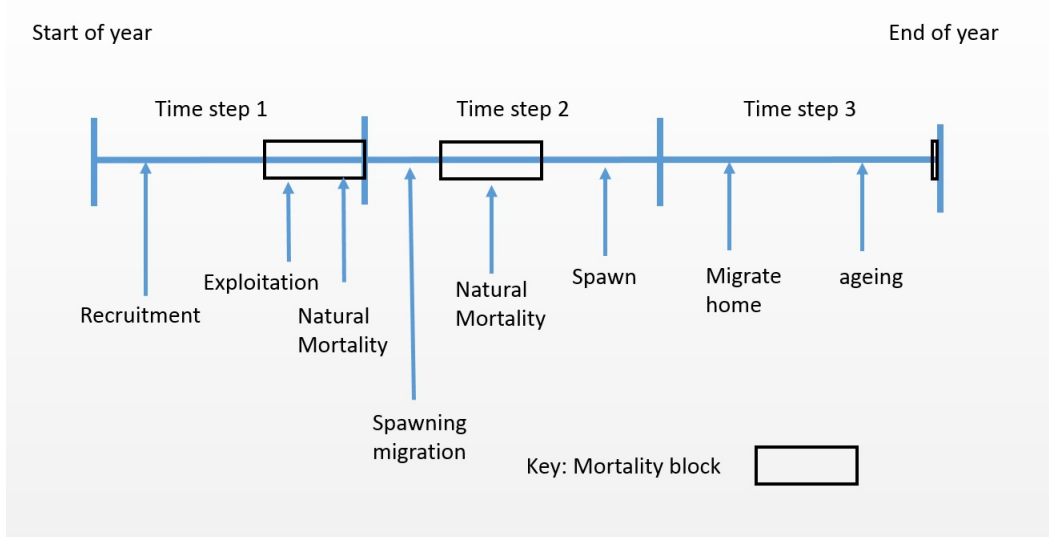 Start of year
End of year
Time step 1
Time step 2
Time step 3
Recruitment
Exploitation
Natural
Mortality
Spawning
migration
Natural
Mortality
Spawn
Migrate
home
ageing
Key: Mortality block